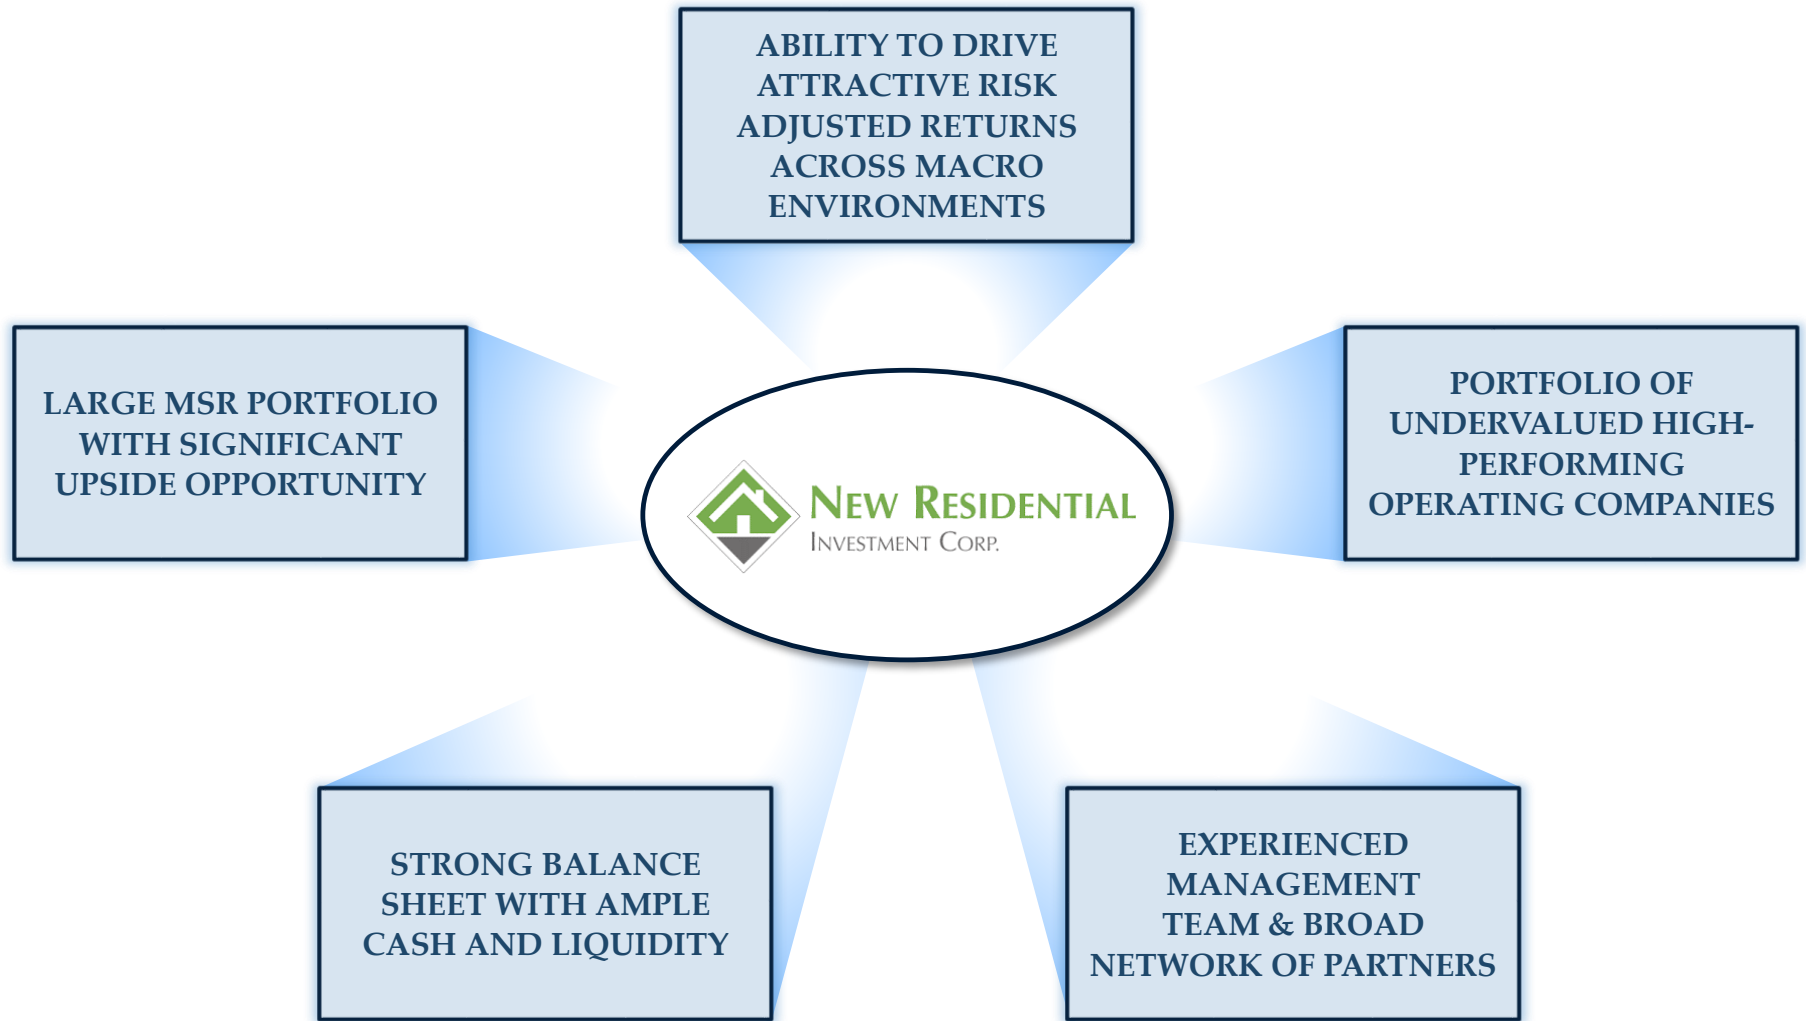 ABILITY TO DRIVE
ATTRACTIVE RISK
ADJUSTED RETURNS
ACROSS MACRO
ENVIRONMENTS
LARGE MSR PORTFOLIO
WITH SIGNIFICANT
UPSIDE OPPORTUNITY
PORTFOLIO OF
UNDERVALUED HIGH-
PERFORMING
OPERATING COMPANIES
NEW RESIDENTIAL
INVESTMENT CORP.
STRONG BALANCE
SHEET WITH AMPLE
CASH AND LIQUIDITY
EXPERIENCED
MANAGEMENT
TEAM & BROAD
NETWORK OF PARTNERS